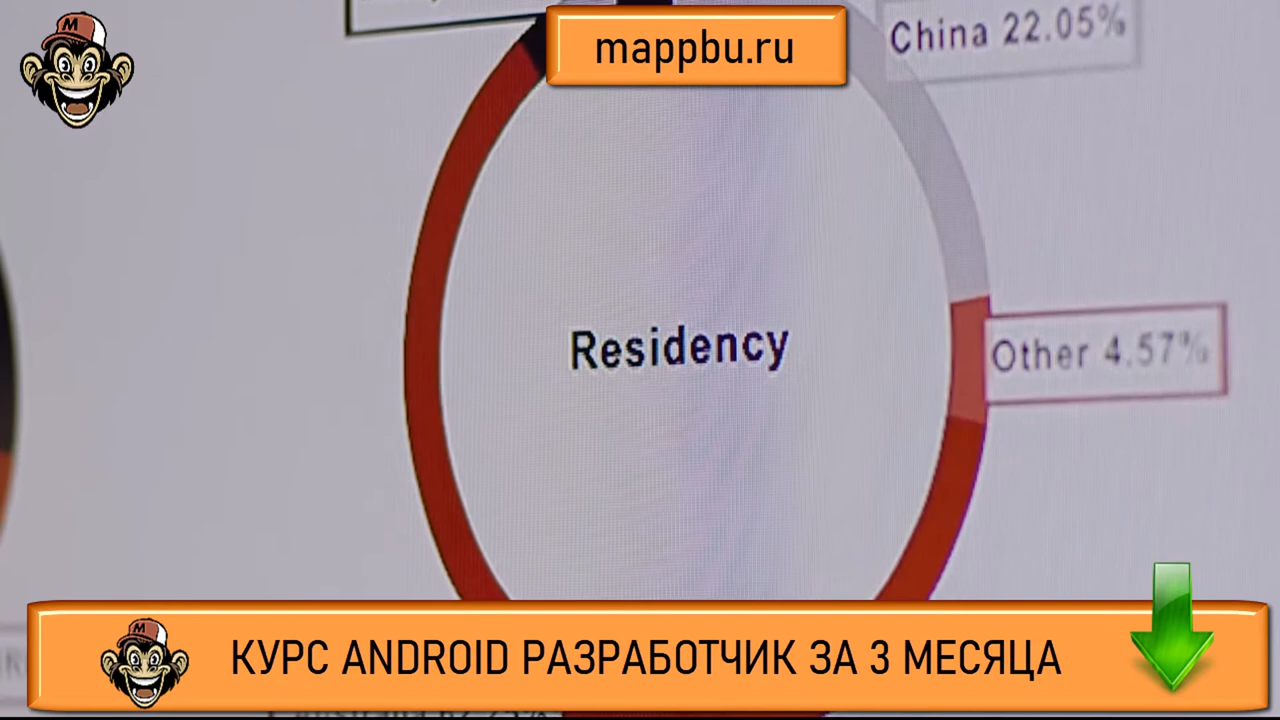 mappbu.ru
China 22.05%
Residency
Other 4.57%
M
M
КУРС ANDROID РАЗРАБОТЧИК ЗА 3 МЕСЯЦА